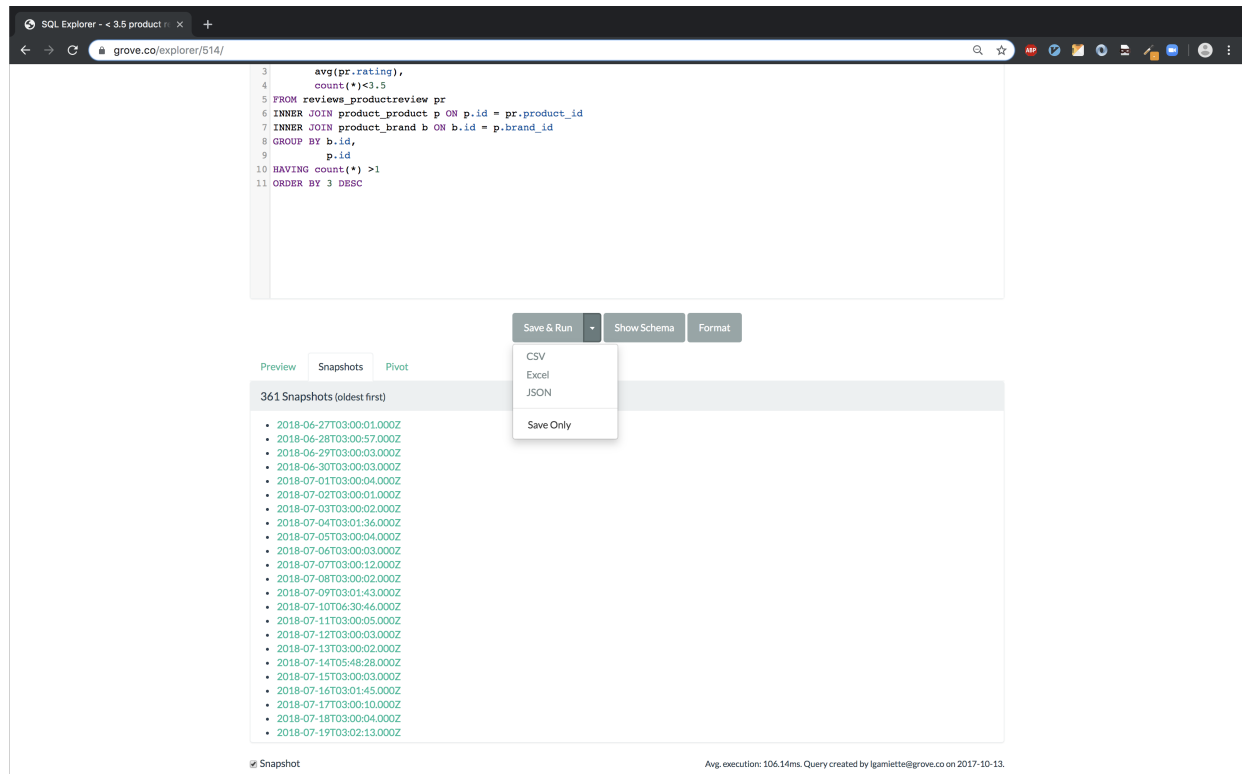 SQL Explorer - < 3.5 product r
grove.co/explorer/514/
ABP
3 avg(pr.rating),
4 count(*)<3.5
5 FROM reviews_productreview pr
6 INNER JOIN product_product p ON p.id = pr.product_id
7 INNER JOIN product_brand b ON b.id = p.brand_id
8 GROUP BY b.id,
9 p.id
10 HAVING count(*) >1
11 ORDER BY 3 DESC
Save & Run Show Schema Format
CSV
Excel
JSON
Save Only
Preview Snapshots Pivot
361 Snapshots (oldest first)
2018-06-27T03:00:01.000Z
2018-06-28T03:00:57.000Z
2018-06-29T03:00:03.000Z
2018-06-30T03:00:03.000Z
2018-07-01T03:00:04.000Z
2018-07-02T03:00:01.000Z
2018-07-03T03:00:02.000Z
2018-07-04T03:01:36.000Z
2018-07-05T03:00:04.000Z
2018-07-06T03:00:03.000Z
2018-07-07T03:00:12.000Z
2018-07-08T03:00:02.000Z
2018-07-09T03:01:43.000Z
2018-07-10T06:30:46.000Z
2018-07-11T03:00:05.000Z
2018-07-12T03:00:03.000Z
2018-07-13T03:00:02.000Z
2018-07-14T05:48:28.000Z
2018-07-15T03:00:03.000Z
2018-07-16T03:01:45.000Z
2018-07-17T03:00:10.000Z
2018-07-18T03:00:04.000Z
2018-07-19T03:02:13.000Z
Snapshot
Avg. execution: 106.14ms. Query created by lgamiette@grove.co on 2017-10-13.